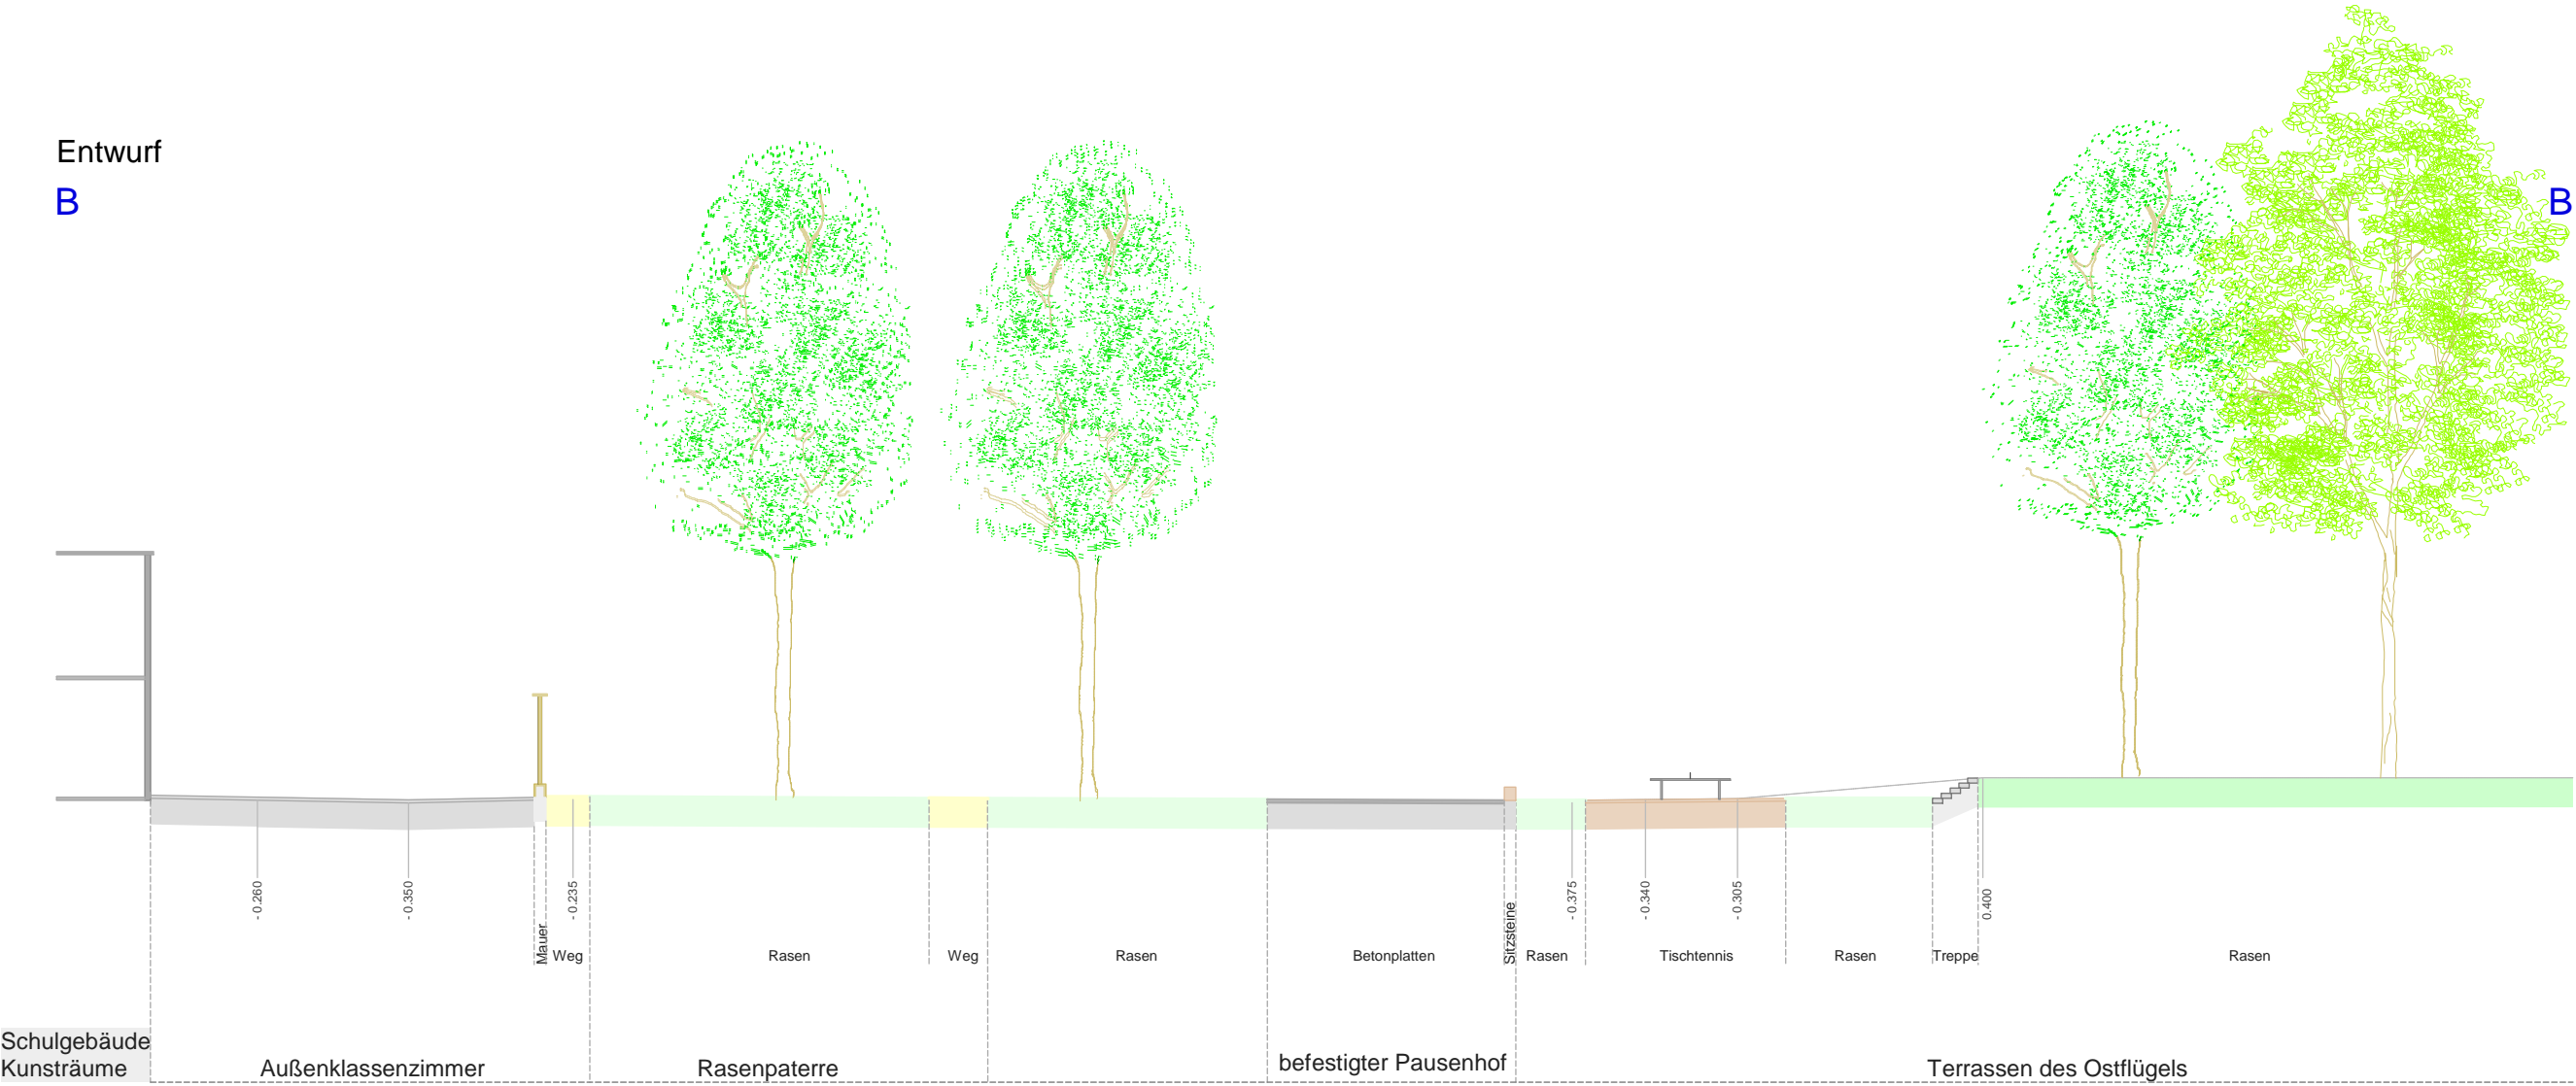 Entwurf
B
B
- 0.260
- 0.350
- 0.235
- 0.375
- 0.340
- 0.305
0.400
Mauer
Weg
Rasen
Weg
Rasen
Betonplatten
Sitzsteine
Rasen
Tischtennis
Rasen
Treppe
Rasen
Schulgebäude
Kunsträume
Außenklassenzimmer
Rasenpaterre
befestigter Pausenhof
Terrassen des Ostflügels